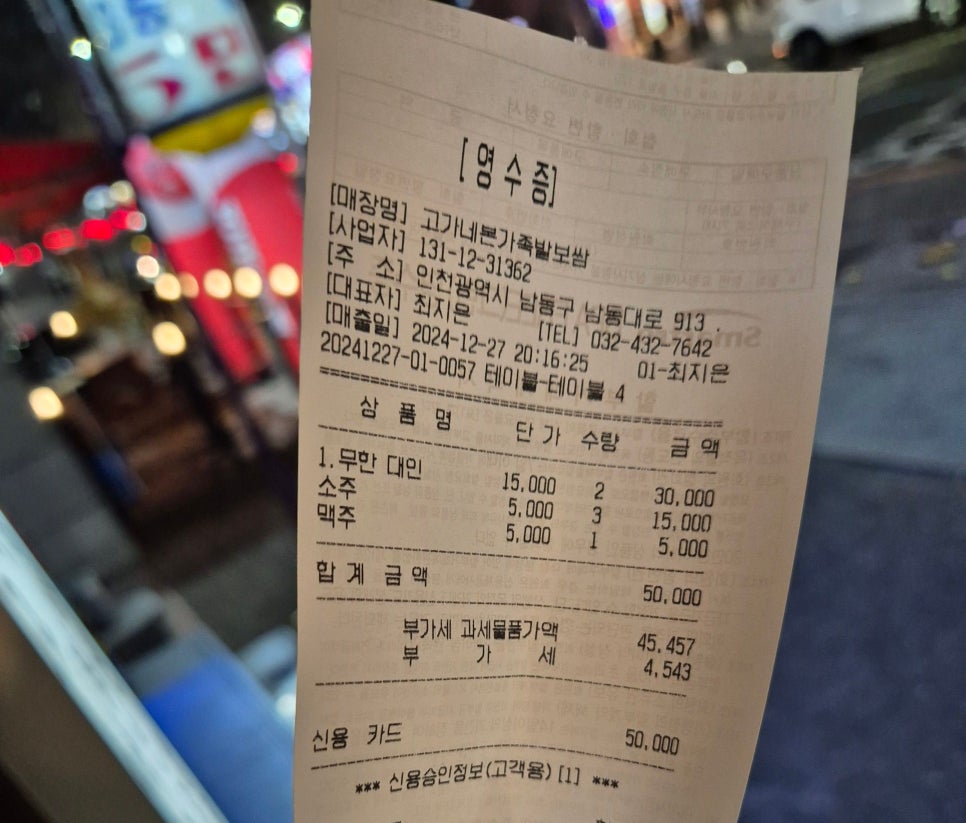 [영수증]
[매장명] 고가네본가족발보쌈
[사업자] 131-12-31362
[주 소] 인천광역시 남동구 남동대로 913 .
[대표자] 최지은 [TEL] 032-432-7642
[매출일] 2024-12-27 20:16:25 01-최지은
20241227-01-0057 테이블-테이블 4
상 품 명 단 가 수량 금 액
1.무한 대인 15,000 2 30,000
소주 5,000 3 15,000
맥주 5,000 1 5,000
합 계 금 액 50,000
부가세 과세물품가액 45,457
부 가 세 4,543
신용 카드 50,000
*** 신용승인정보(고객용) [1] ***